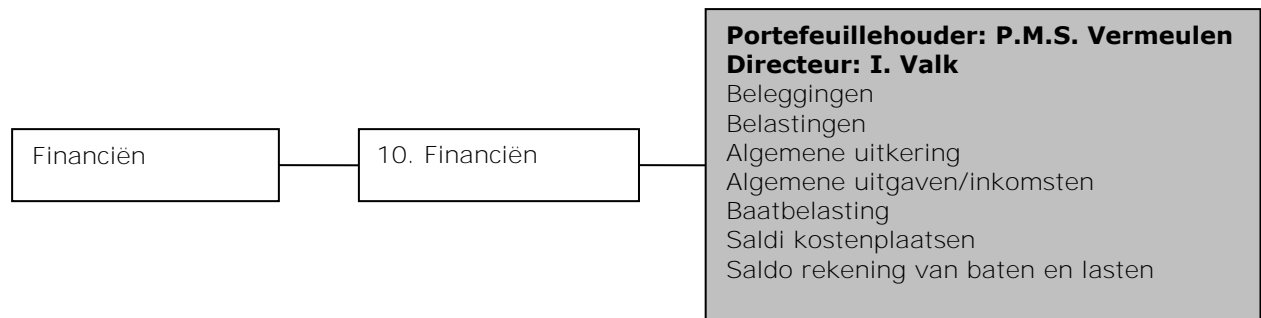 Financiën
10. Financiën
Portefeuillehouder: P.M.S. Vermeulen
Directeur: I. Valk
Beleggingen
Belastingen
Algemene uitkering
Algemene uitgaven/inkomsten
Baatbelasting
Saldi kostenplaatsen
Saldo rekening van baten en lasten